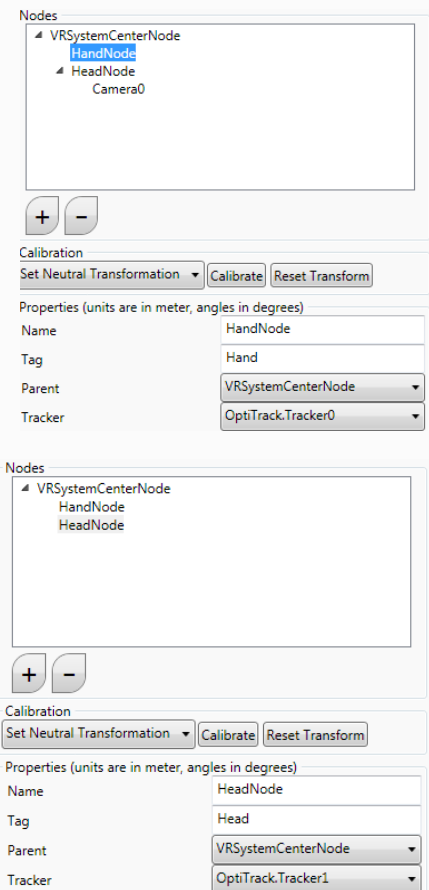 Nodes
VRSystemCenterNode
HandNode
HeadNode
Camera0
+ -
Calibration
Set Neutral Transformation Calibrate Reset Transform
Properties (units are in meter, angles in degrees)
Name HandNode
Tag Hand
Parent VRSystemCenterNode
Tracker OptiTrack.Tracker0
Nodes
VRSystemCenterNode
HandNode
HeadNode
+ -
Calibration
Set Neutral Transformation Calibrate Reset Transform
Properties (units are in meter, angles in degrees)
Name HeadNode
Tag Head
Parent VRSystemCenterNode
Tracker OptiTrack.Tracker1